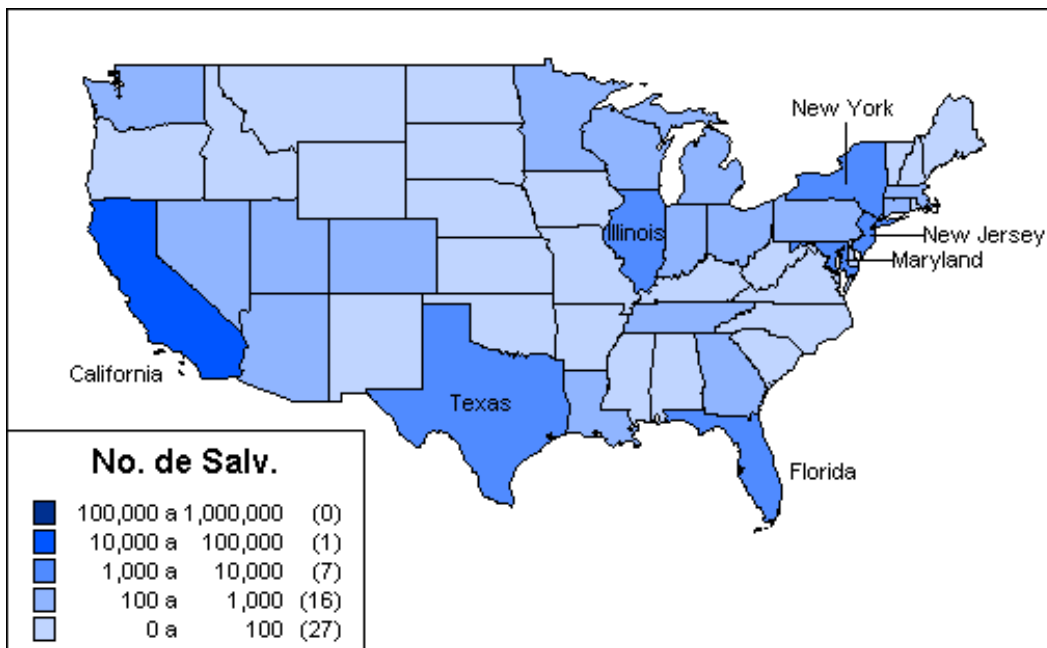 New York
Illinois
New Jersey
Maryland
California
Texas
Florida
No. de Salv.
100,000 a 1,000,000 (0)
10,000 a 100,000 (1)
1,000 a 10,000 (7)
100 a 1,000 (16)
0 a 100 (27)